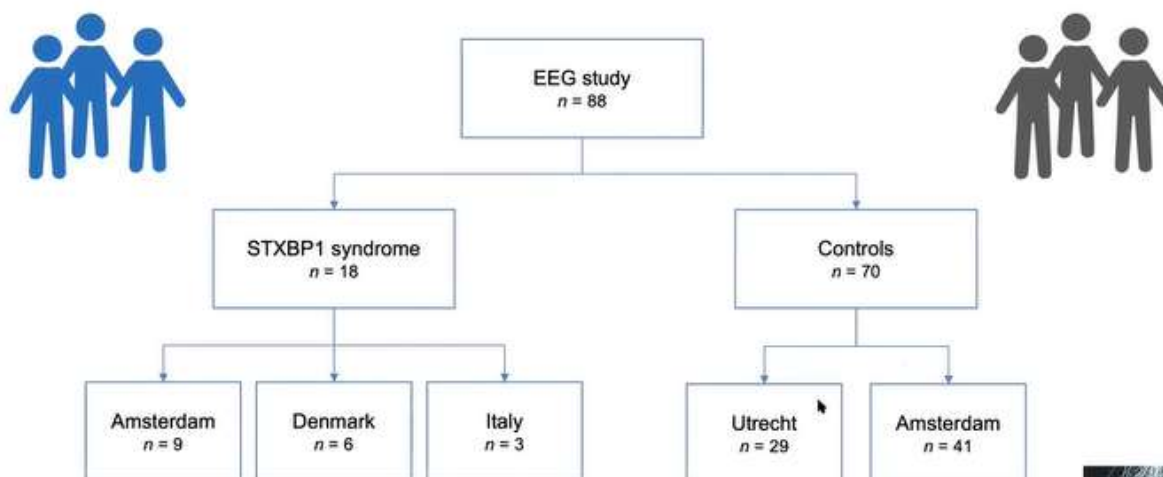 EEG study
n = 88
STXBP1 syndrome
n = 18
Controls
n = 70
Amsterdam
n = 9
Denmark
n = 6
Italy
n = 3
Utrecht
n = 29
Amsterdam
n = 41